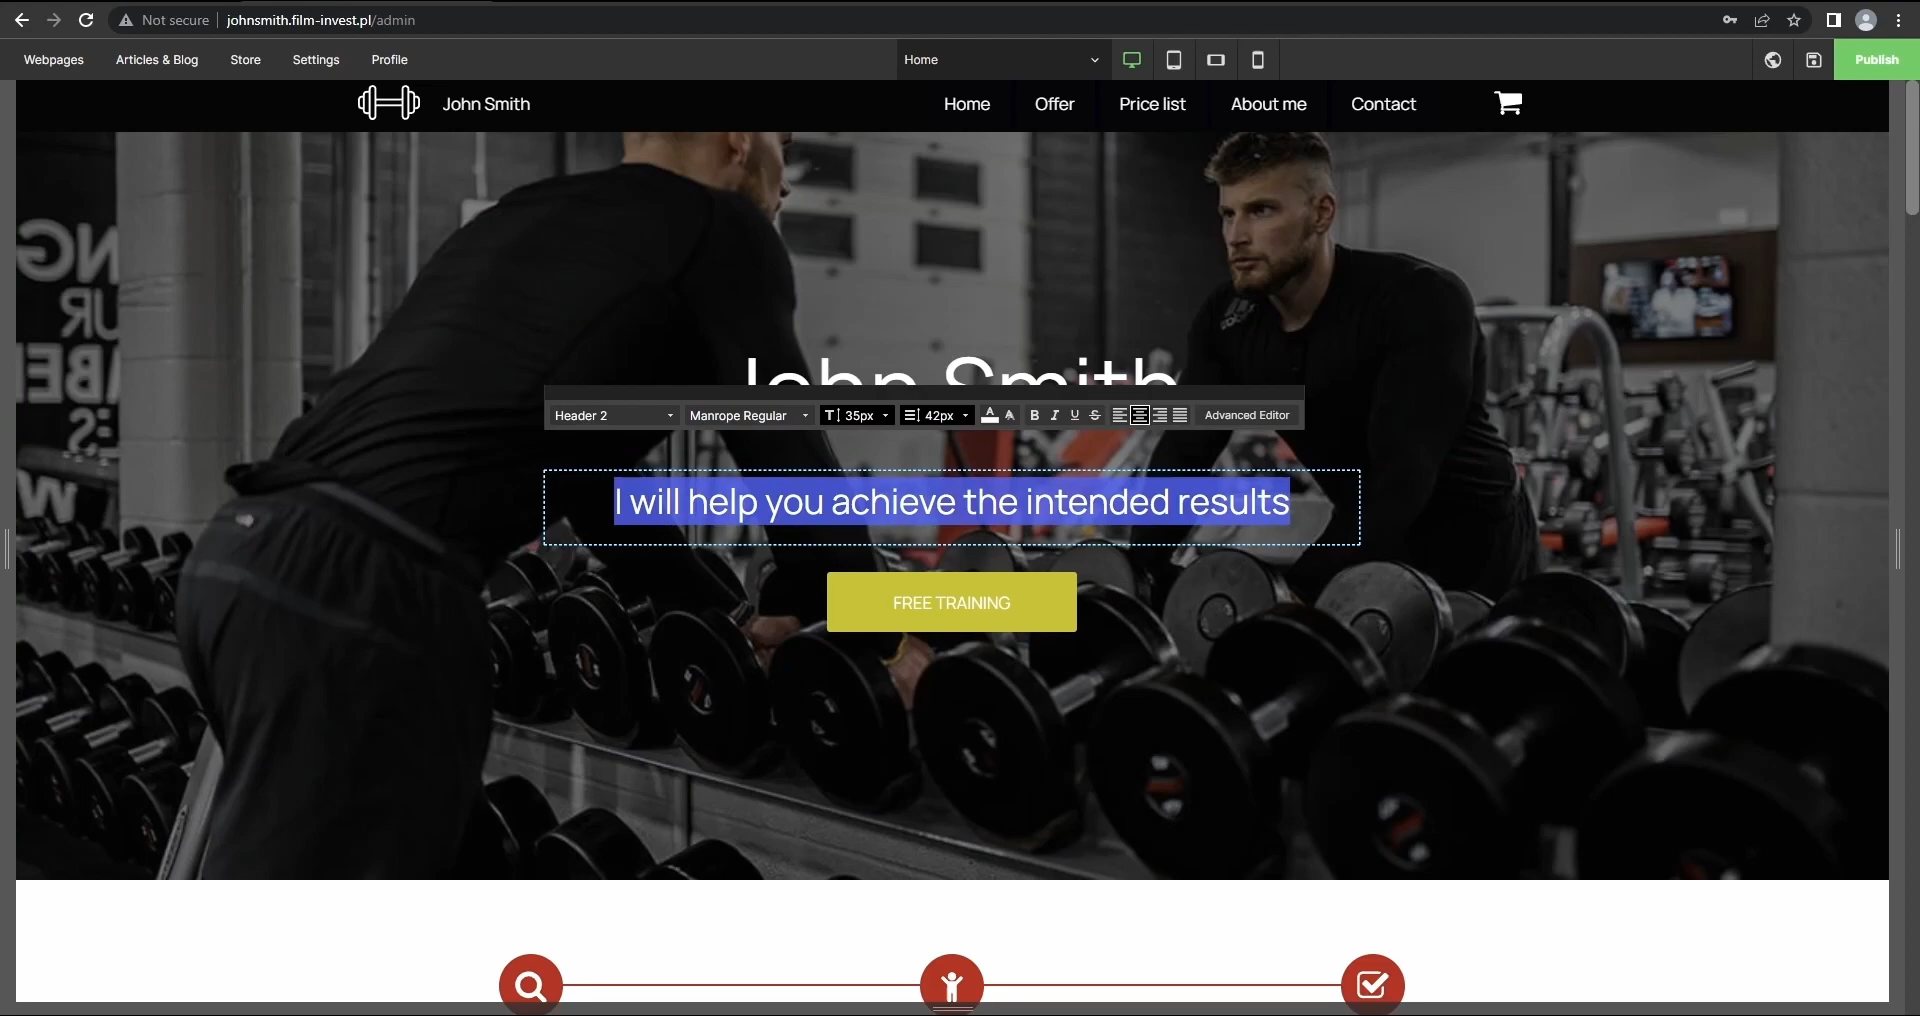 Not secure johnsmith.film-invest.pl/admin
Webpages Articles & Blog Store Settings Profile Home Publish
John Smith Home Offer Price list About me Contact
John Smith
Header 2 Manrope Regular 35px 42px A A B I U S Advanced Editor
I will help you achieve the intended results
FREE TRAINING